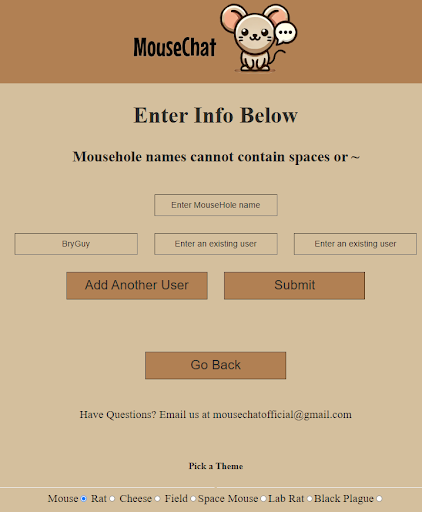 MouseChat
Enter Info Below
Mousehole names cannot contain spaces or ~
Enter MouseHole name
BryGuy Enter an existing user Enter an existing user
Add Another User Submit
Go Back
Have Questions? Email us at mousechatofficial@gmail.com
Pick a Theme
Mouse Rat Cheese Field Space Mouse Lab Rat Black Plague